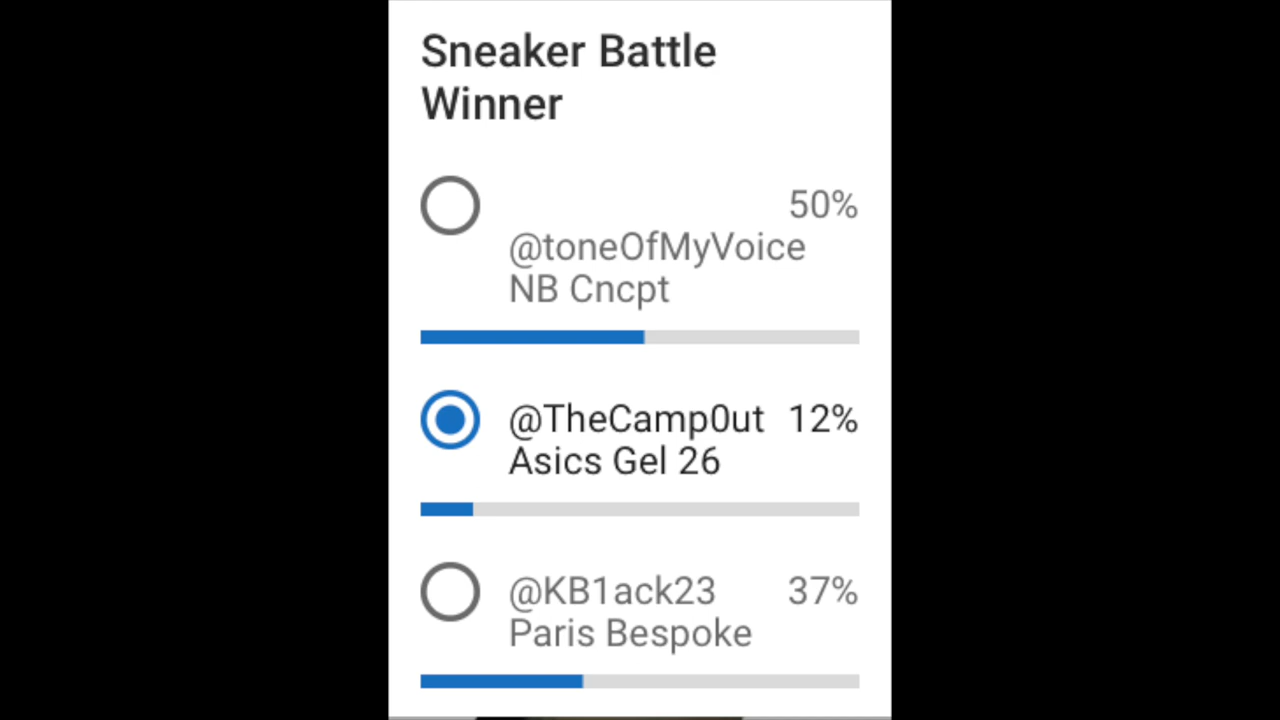 Sneaker Battle
Winner
50%
@toneOfMyVoice
NB Cncpt
@TheCamp0ut 12%
Asics Gel 26
@KB1ack23 37%
Paris Bespoke